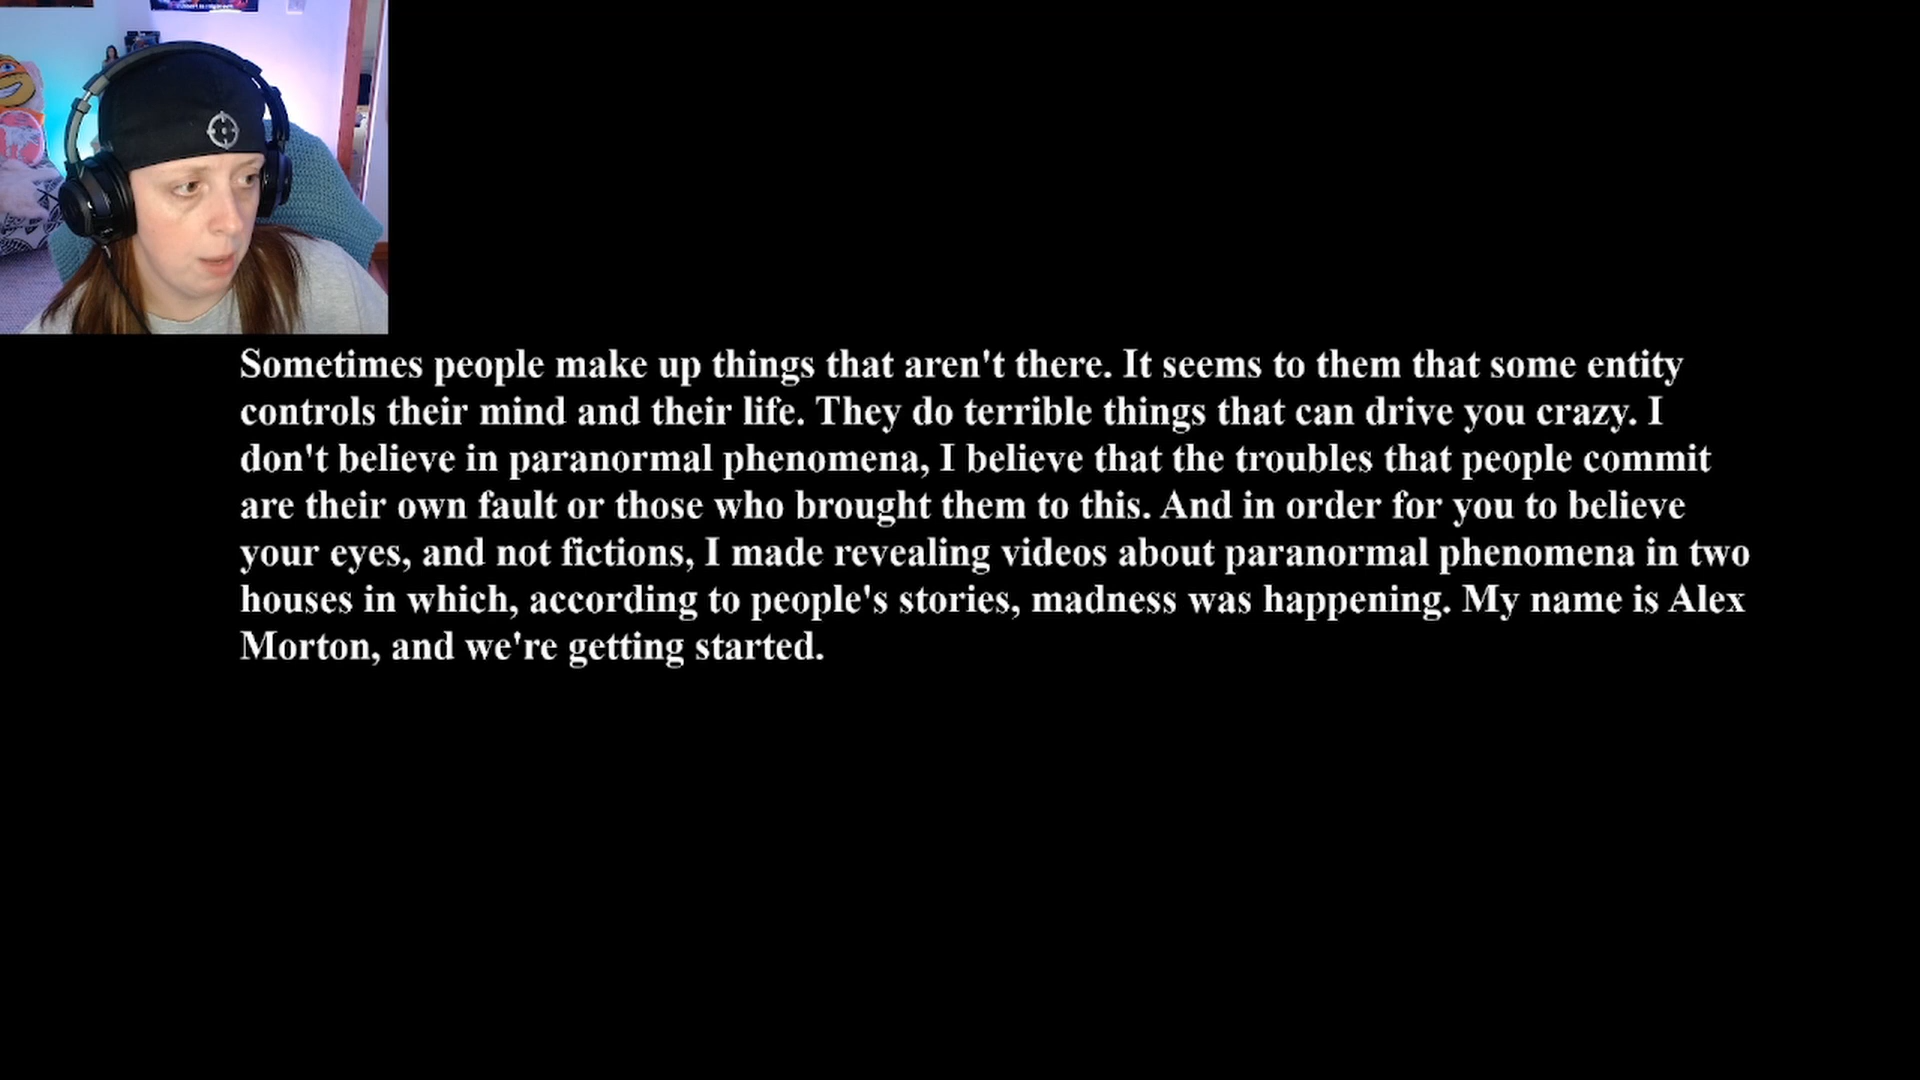 Sometimes people make up things that aren't there. It seems to them that some entity
controls their mind and their life. They do terrible things that can drive you crazy. I
don't believe in paranormal phenomena, I believe that the troubles that people commit
are their own fault or those who brought them to this. And in order for you to believe
your eyes, and not fictions, I made revealing videos about paranormal phenomena in two
houses in which, according to people's stories, madness was happening. My name is Alex
Morton, and we're getting started.